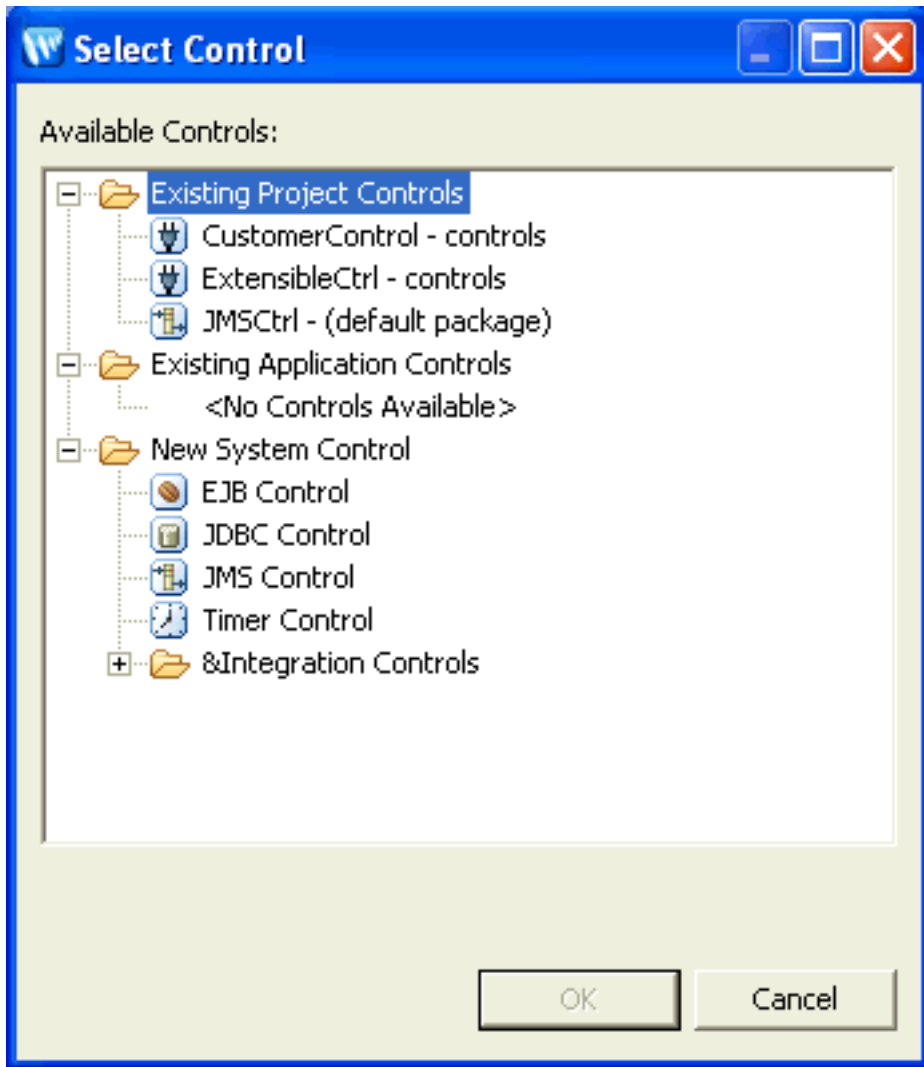 Select Control
Available Controls:
Existing Project Controls
CustomerControl - controls
ExtensibleCtrl - controls
JMSCtrl - (default package)
Existing Application Controls
<No Controls Available>
New System Control
EJB Control
JDBC Control
JMS Control
Timer Control
&Integration Controls
OK
Cancel